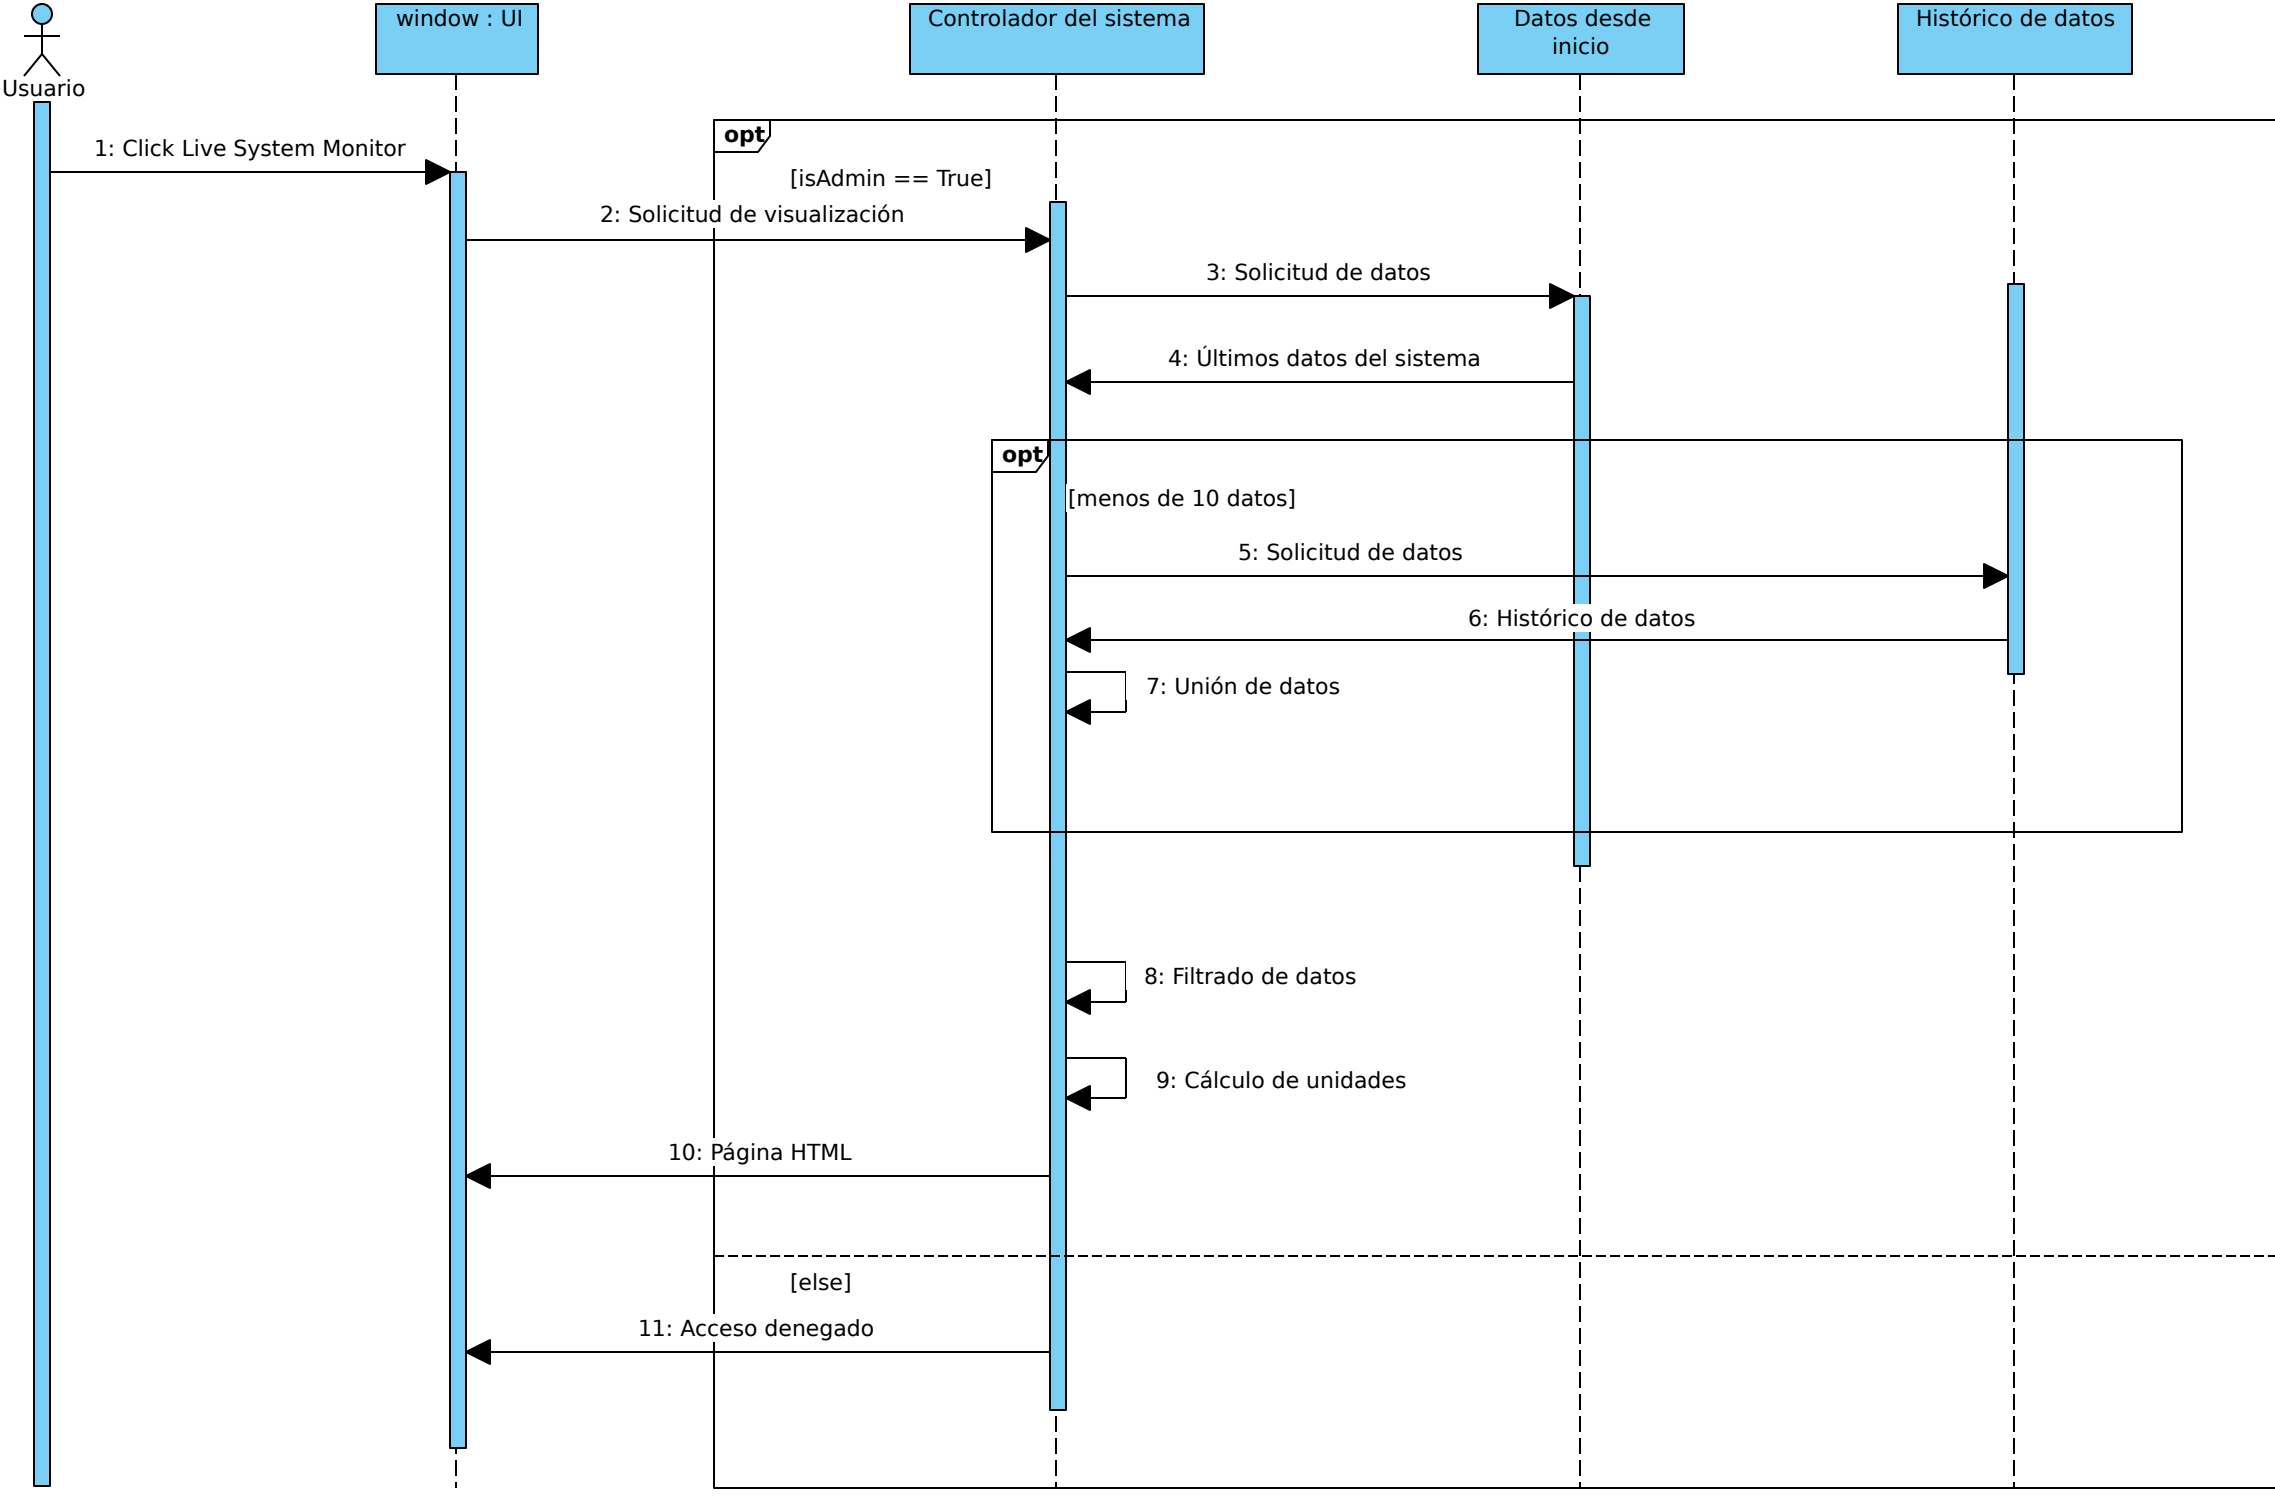 Usuario
window : UI
Controlador del sistema
Datos desde
inicio
Histórico de datos
opt
1: Click Live System Monitor
[isAdmin == True]
2: Solicitud de visualización
3: Solicitud de datos
4: Últimos datos del sistema
opt
[menos de 10 datos]
5: Solicitud de datos
6: Histórico de datos
7: Unión de datos
8: Filtrado de datos
9: Cálculo de unidades
10: Página HTML
[else]
11: Acceso denegado